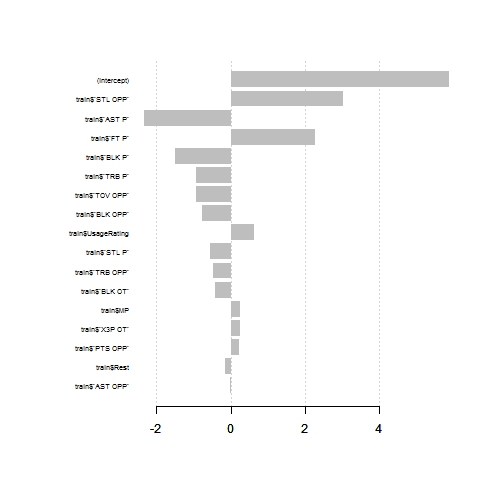 (Intercept)
train$`STL OPP`
train$`AST P`
train$`FT P`
train$`BLK P`
train$`TRB P`
train$`TOV OPP`
train$`BLK OPP`
train$UsageRating
train$`STL P`
train$`TRB OPP`
train$`BLK OT`
train$MP
train$`X3P OT`
train$`PTS OPP`
train$Rest
train$`AST OPP`
-2 0 2 4